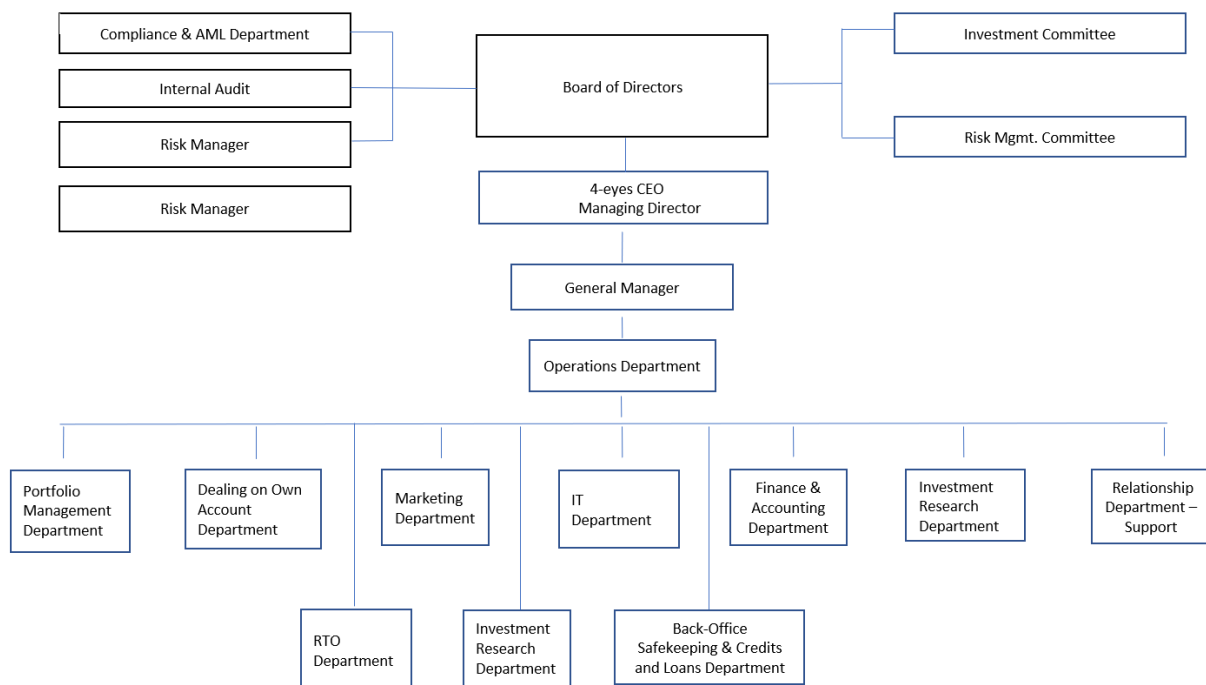 Compliance & AML Department
Investment Committee
Internal Audit
Board of Directors
Risk Manager
Risk Mgmt. Committee
4-eyes CEO
Managing Director
Risk Manager
General Manager
Operations Department
Portfolio
Management
Department
Dealing on Own
Account
Department
Marketing
Department
IT
Department
Finance &
Accounting
Department
Investment
Research
Department
Relationship
Department –
Support
RTO
Department
Investment
Research
Department
Back-Office
Safekeeping & Credits
and Loans Department